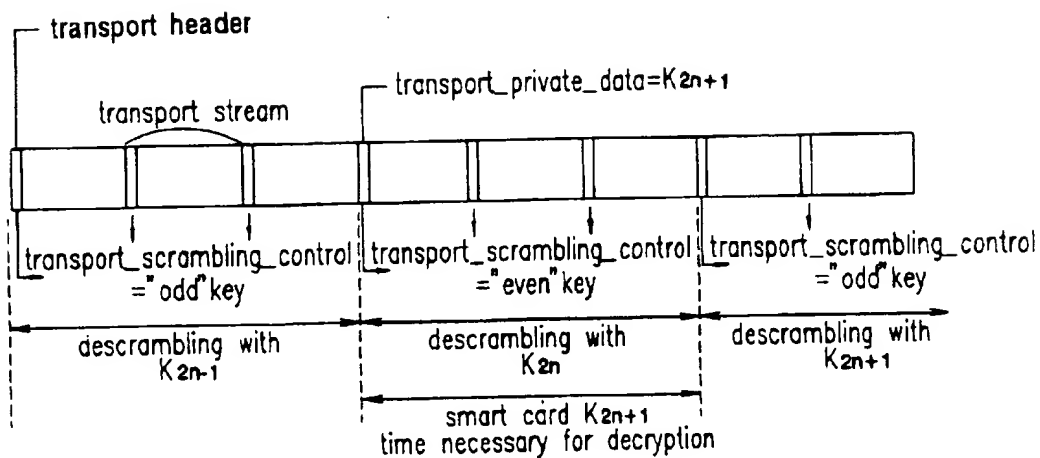 transport header
transport_private_data=K2n+1
transport stream
transport_scrambling_control
="odd"key
transport_scrambling_control
="even"key
transport_scrambling_control
="odd"key
descrambling with
K2n-1
descrambling with
K2n
descrambling with
K2n+1
smart card K2n+1
time necessary for decryption